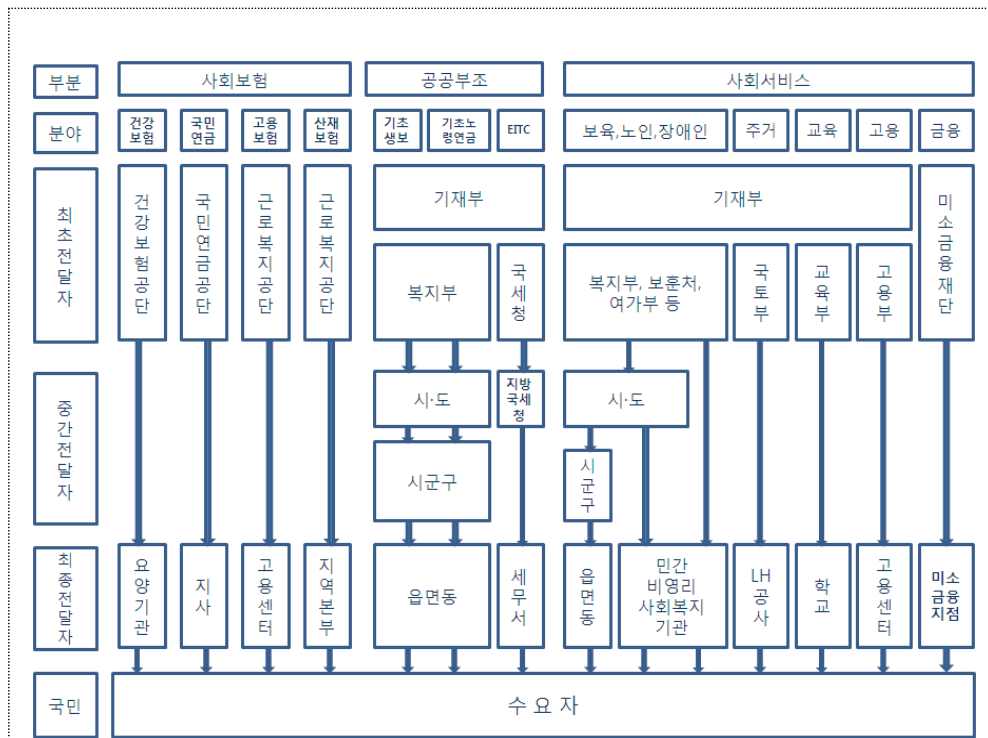 부분
사회보험
공공부조
사회서비스
분야
건강
보험
국민
연금
고용
보험
산재
보험
기초
생보
기초노
령연금
EITC
보육,노인,장애인
주거
교육
고용
금융
최초전달자
건강보험공단
국민연금공단
근로복지공단
근로복지공단
기재부
기재부
미소금융재단
복지부
국세청
복지부, 보훈처,
여가부 등
국토부
교육부
고용부
중간전달자
시·도
지방
국세
청
시·도
시군구
시군구
최종전달자
요양기관
지사
고용센터
지역본부
읍면동
세무서
읍면동
민간
비영리
사회복지
기관
LH공사
학교
고용센터
미소
금융
지점
국민
수 요 자